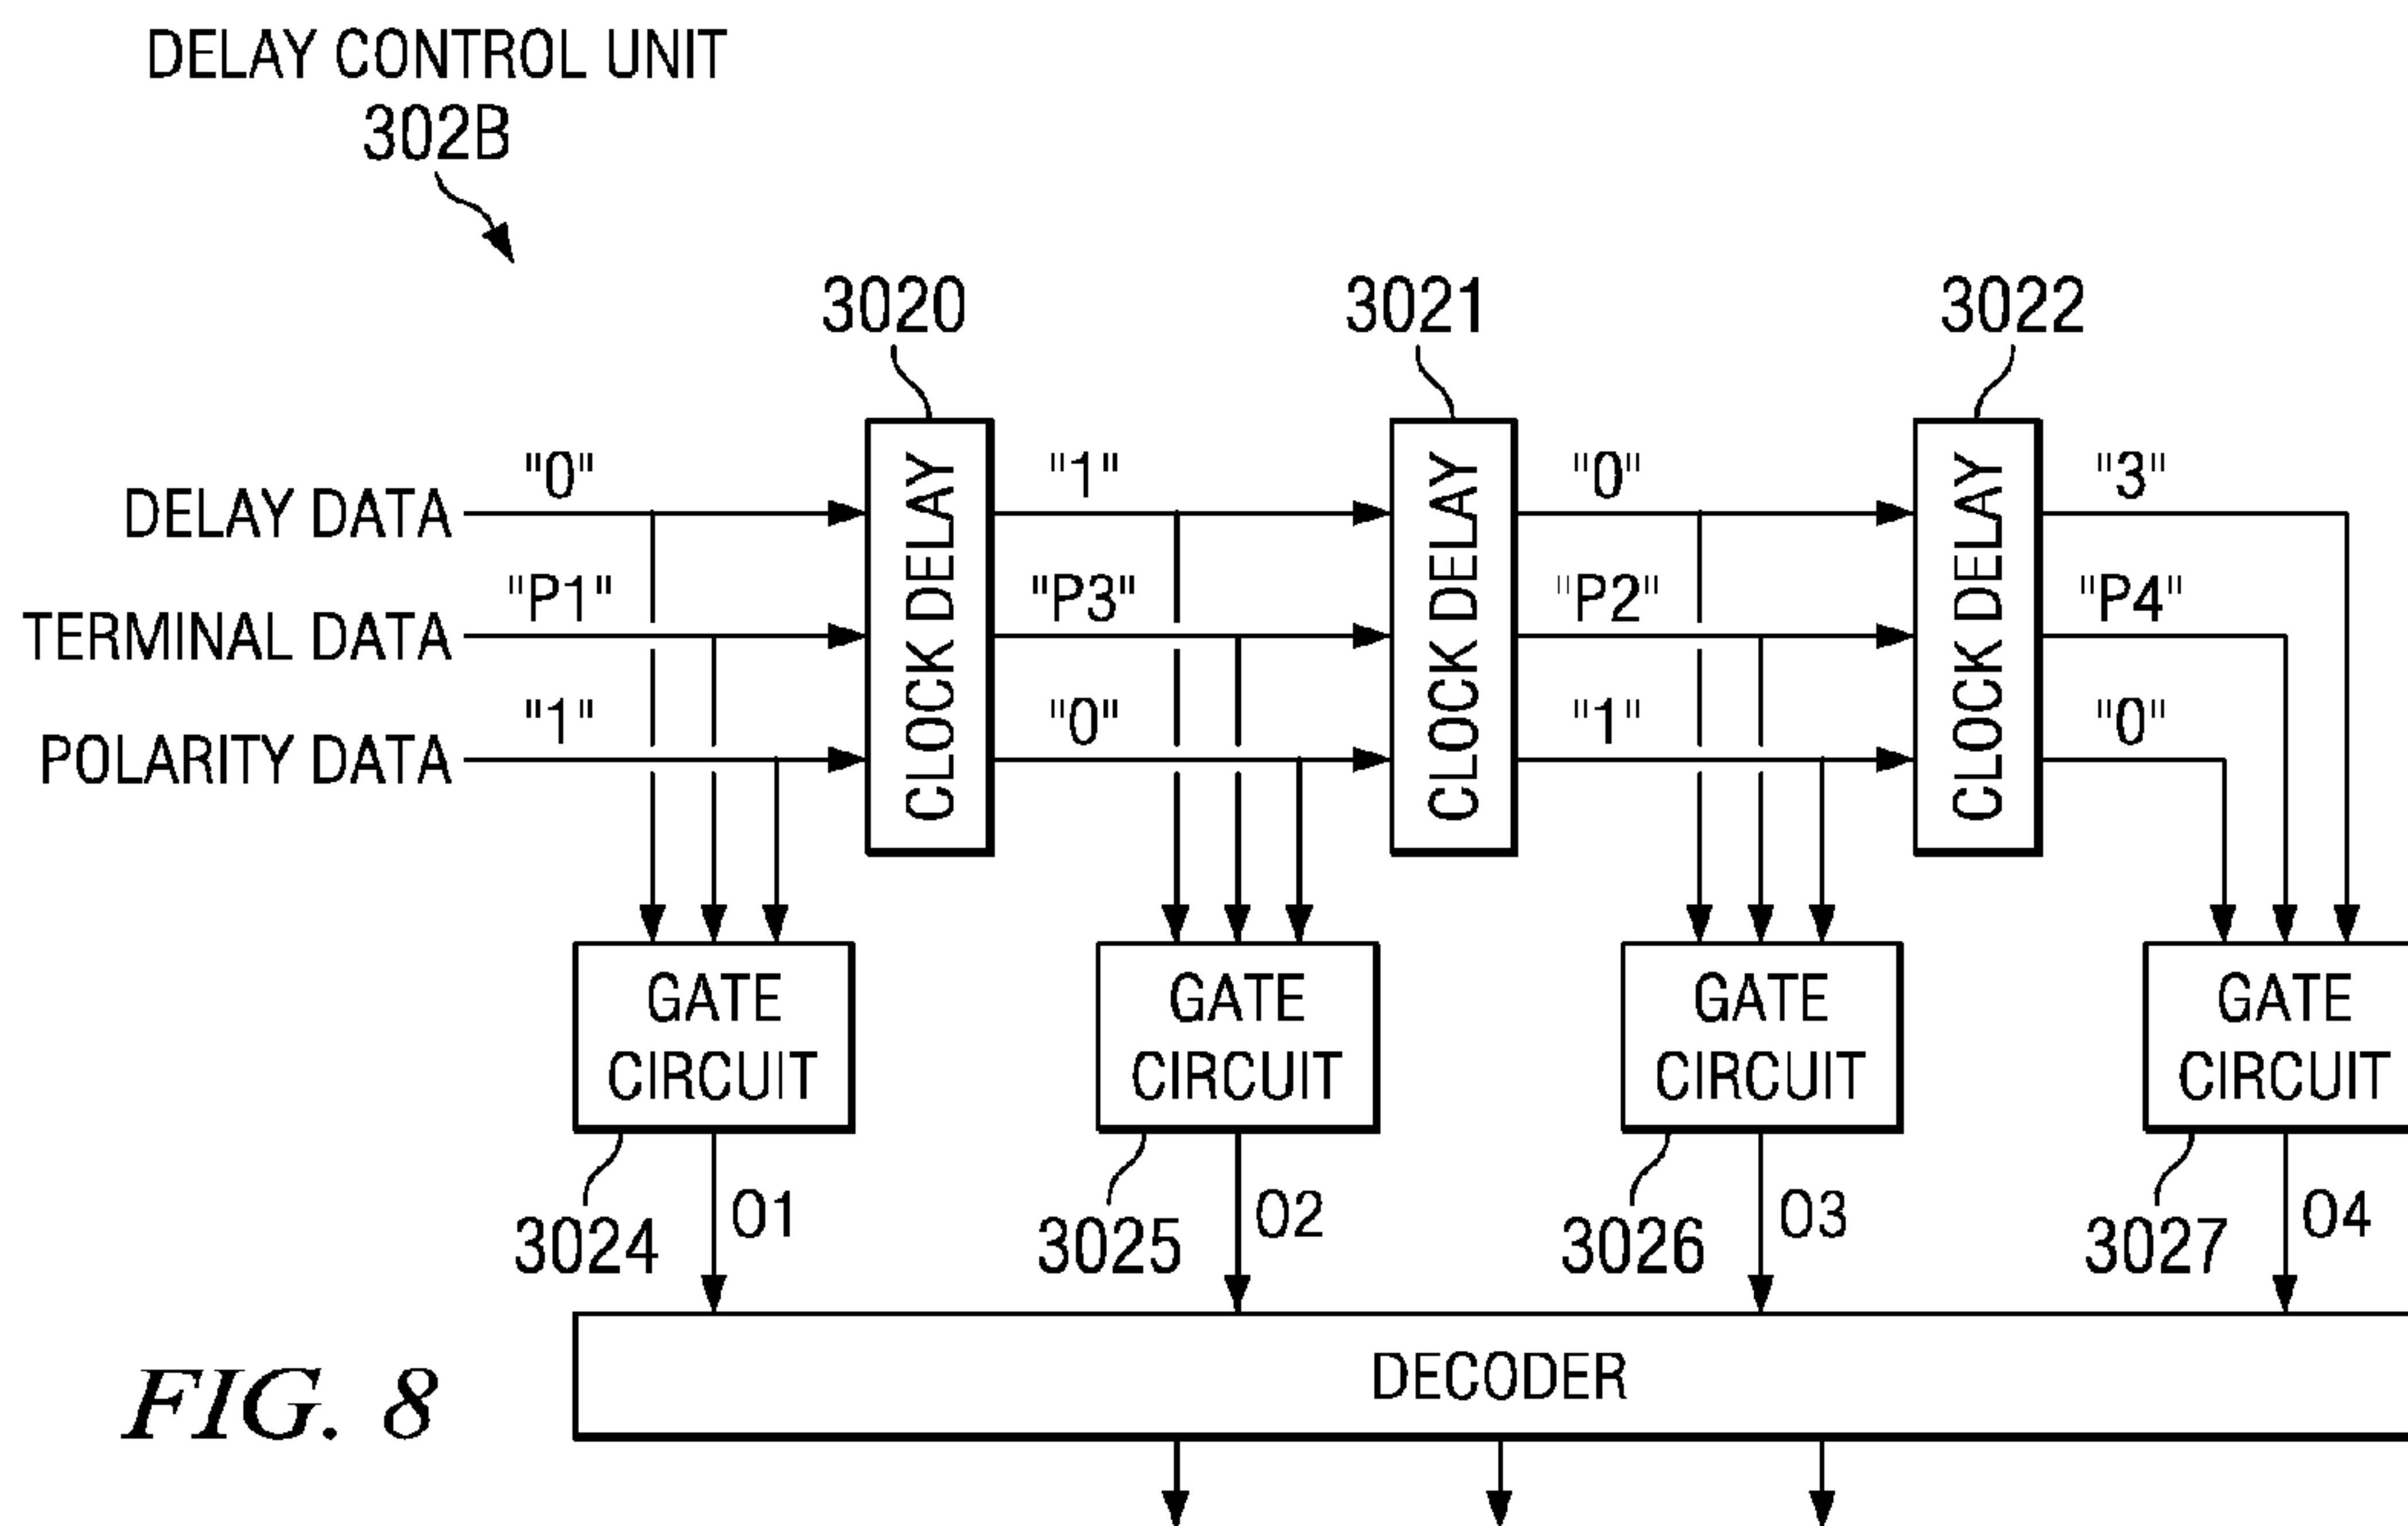 DELAY CONTROL UNIT
302B
3020
3021
3022
DELAY DATA
"0"
"1"
"0"
"3"
TERMINAL DATA
"P1"
"P3"
"P2"
"P4"
POLARITY DATA
"1"
"0"
"1"
"0"
CLOCK DELAY
CLOCK DELAY
CLOCK DELAY
GATE
CIRCUIT
GATE
CIRCUIT
GATE
CIRCUIT
GATE
CIRCUIT
3024
O1
3025
O2
3026
O3
3027
O4
DECODER
FIG. 8